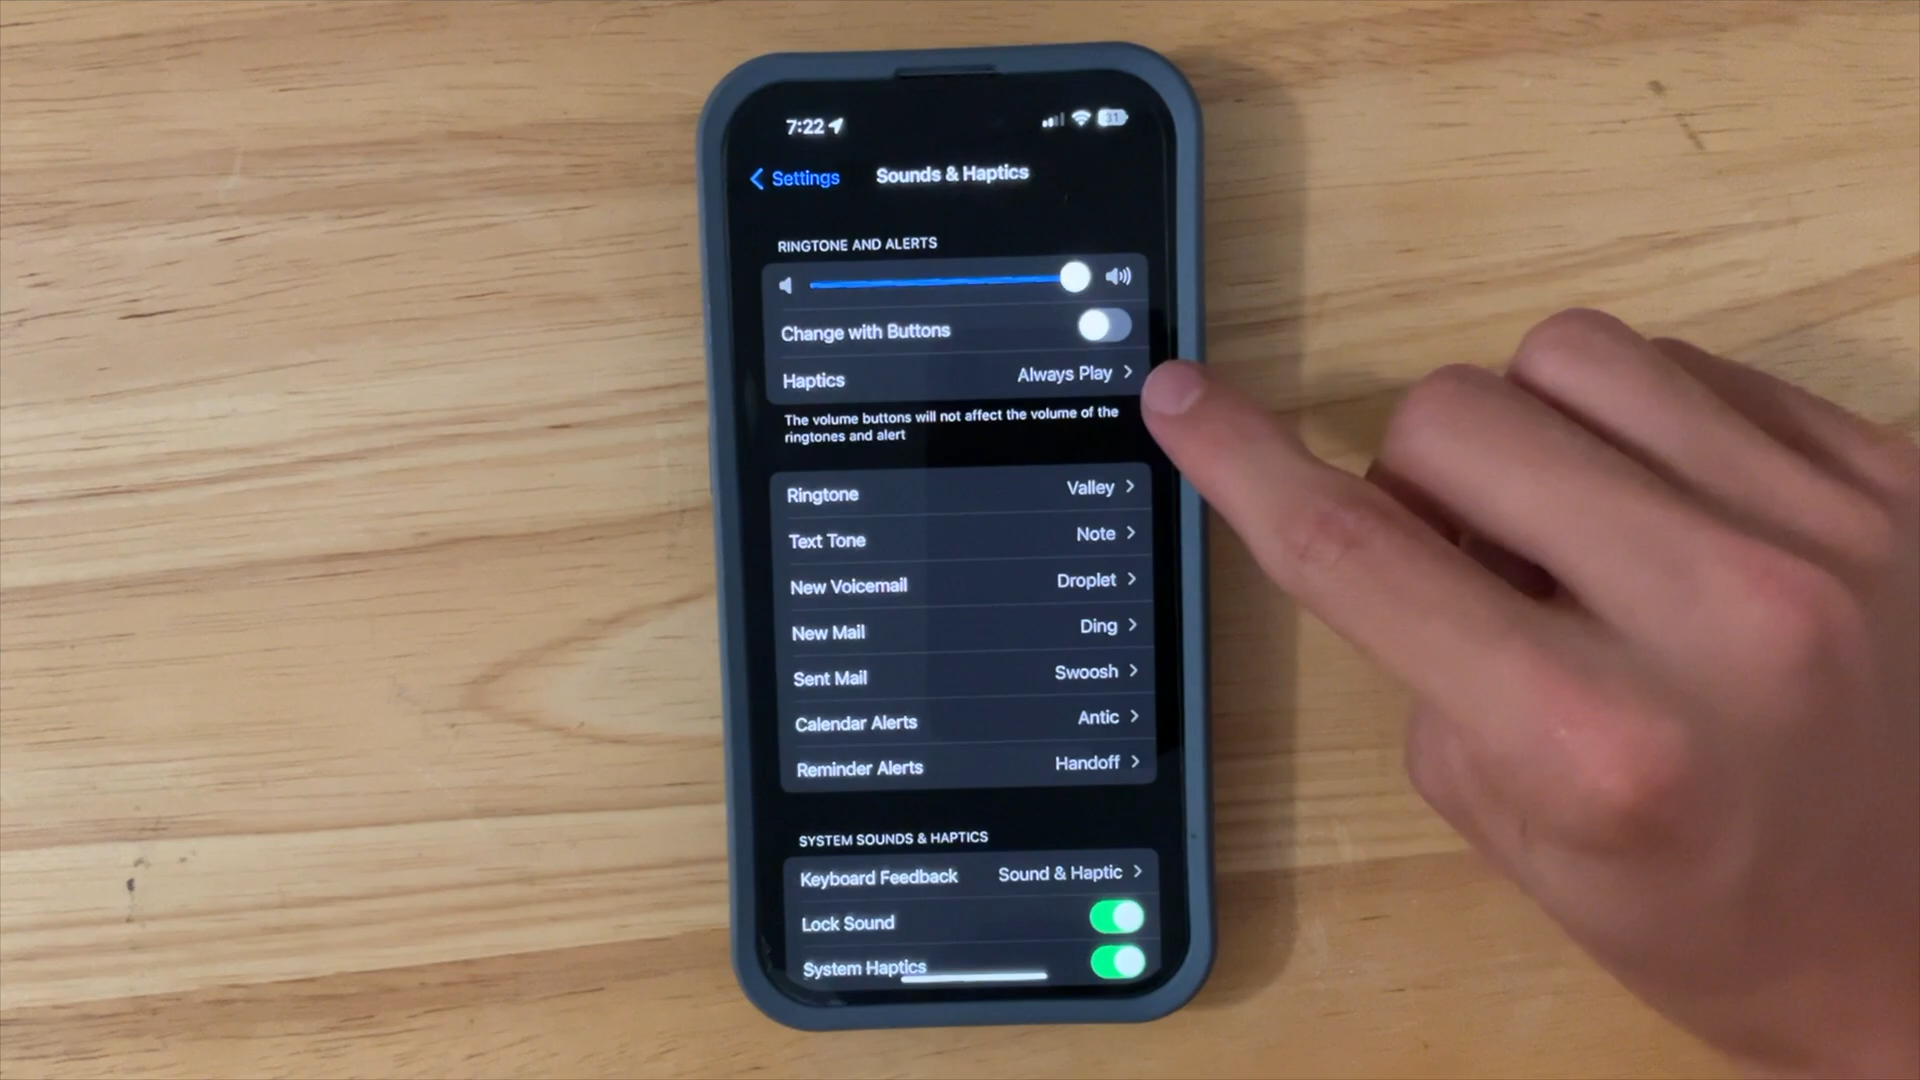 7:22
31
Settings Sounds & Haptics
RINGTONE AND ALERTS
Change with Buttons
Haptics Always Play
The volume buttons will not affect the volume of the
ringtones and alert
Ringtone Valley
Text Tone Note
New Voicemail Droplet
New Mail Ding
Sent Mail Swoosh
Calendar Alerts Antic
Reminder Alerts Handoff
SYSTEM SOUNDS & HAPTICS
Keyboard Feedback Sound & Haptic
Lock Sound
System Haptics